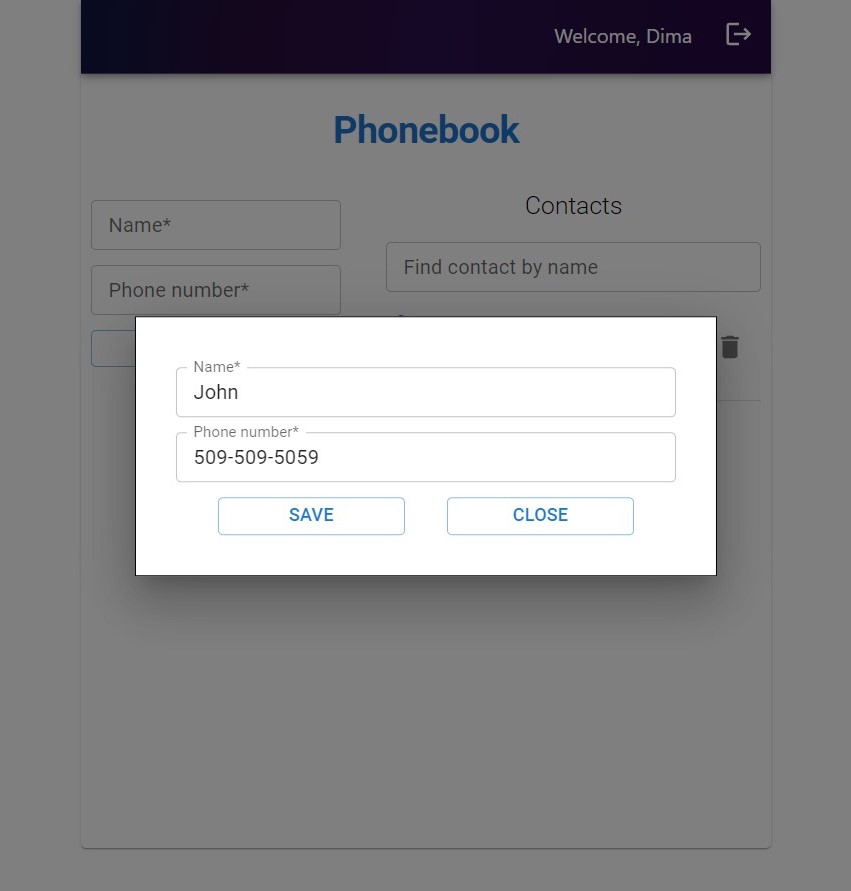 Welcome, Dima
Phonebook
Name*
Phone number*
Contacts
Find contact by name
Name*
John
Phone number*
509-509-5059
SAVE
CLOSE